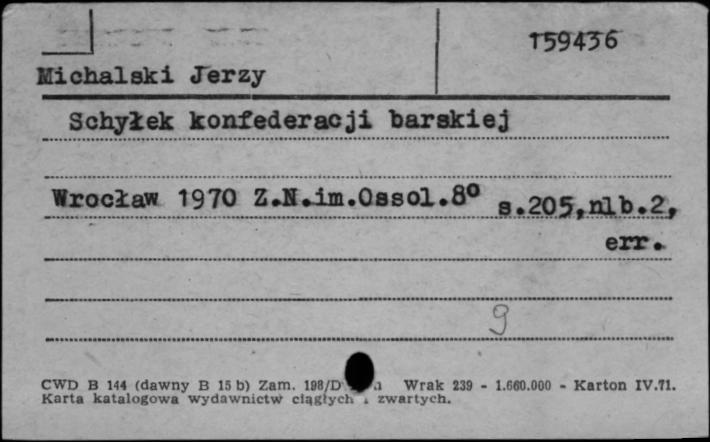 159436
Michalski Jerzy
Schyłek konfederacji barskiej
Wrocław 1970 Z.N.im.Ossol.8º s.205,nlb.2,
err.
9
CWD B 144 (dawny B 15 b) Zam. 198/D Wrak 239 - 1.660.000 - Karton IV.71.
Karta katalogowa wydawnictw ciągłych i zwartych.